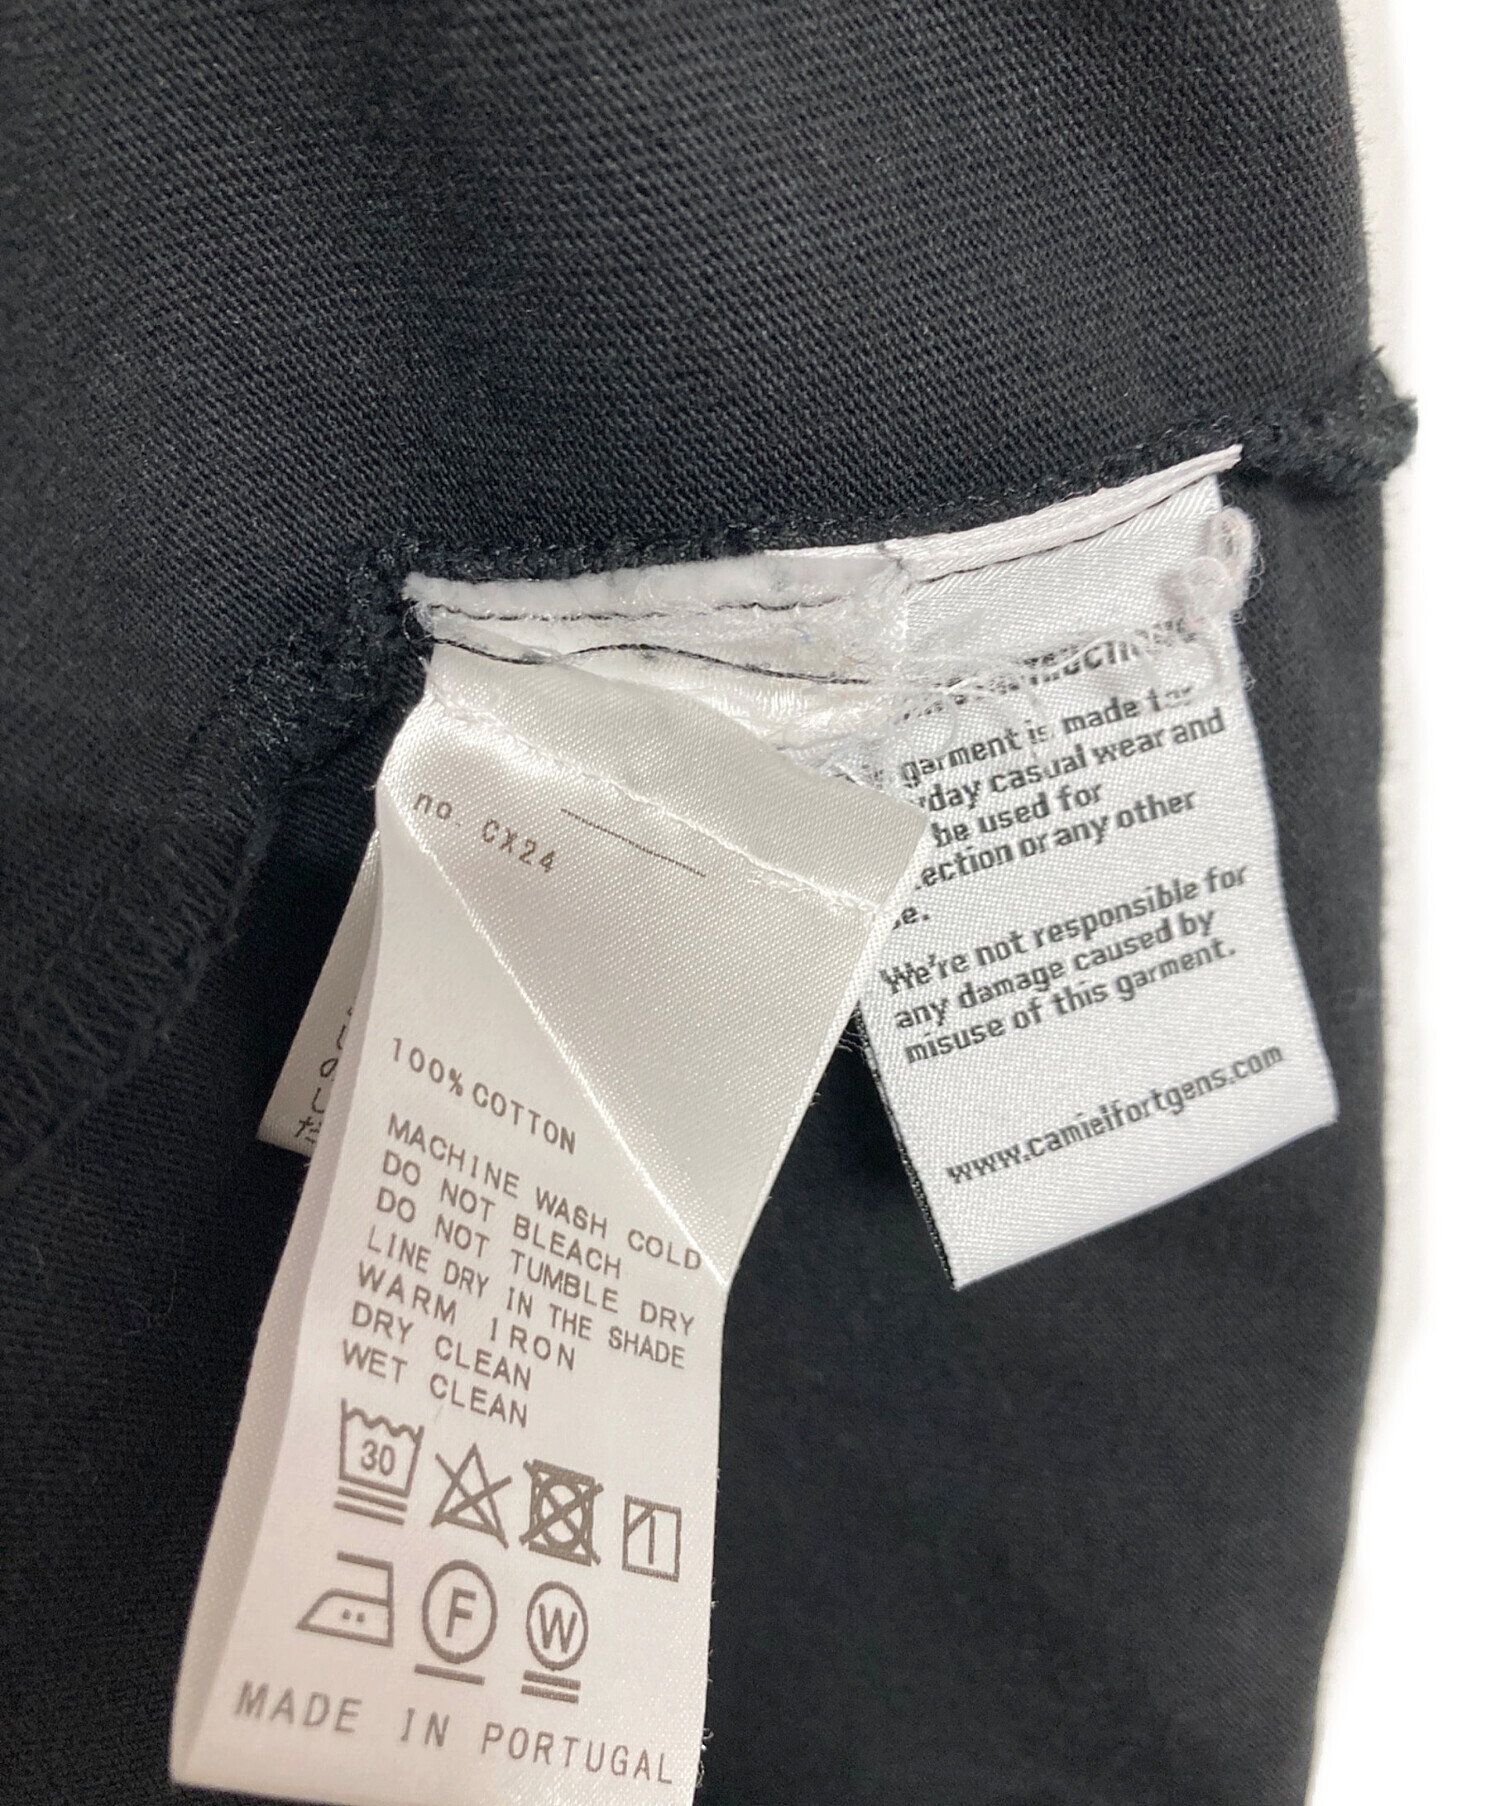 no. CX24
100% COTTON
MACHINE WASH COLD
DO NOT BLEACH
DO NOT TUMBLE DRY
LINE DRY IN THE SHADE
WARM IRON
DRY CLEAN
WET CLEAN
30
F
W
MADE IN PORTUGAL
garment is made
day casual wear and
be used for
ection or any other
e.
We're not responsible for
any damage caused by
misuse of this garment.
www.camielfortgens.com